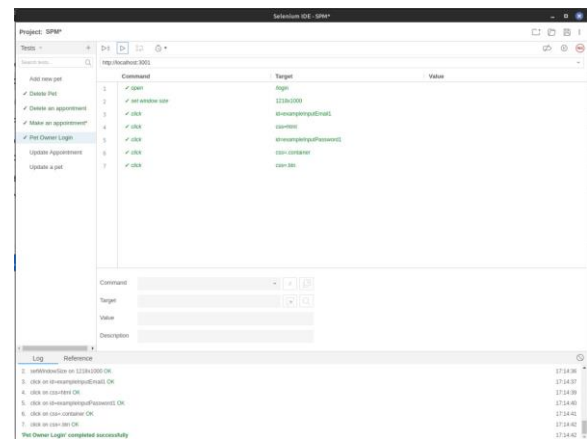 Selenium IDE - SPM*
Project: SPM*
Tests
http://localhost:3001
Search tests...
Command Target Value
Add new pet
✓ Delete Pet
✓ Delete an appointment
✓ Make an appointment*
✓ Pet Owner Login
Update Appointment
Update a pet
1 ✓ open /login
2 ✓ set window size 1218x1000
3 ✓ click id=exampleInputEmail1
4 ✓ click css=html
5 ✓ click id=exampleInputPassword1
6 ✓ click css=.container
7 ✓ click css=.btn
Command
Target
Value
Description
Log Reference
2. setWindowSize on 1218x1000 OK 17:14:36
3. click on id=exampleInputEmail1 OK 17:14:37
4. click on css=html OK 17:14:39
5. click on id=exampleInputPassword1 OK 17:14:40
6. click on css=.container OK 17:14:41
7. click on css=.btn OK 17:14:42
'Pet Owner Login' completed successfully 17:14:42